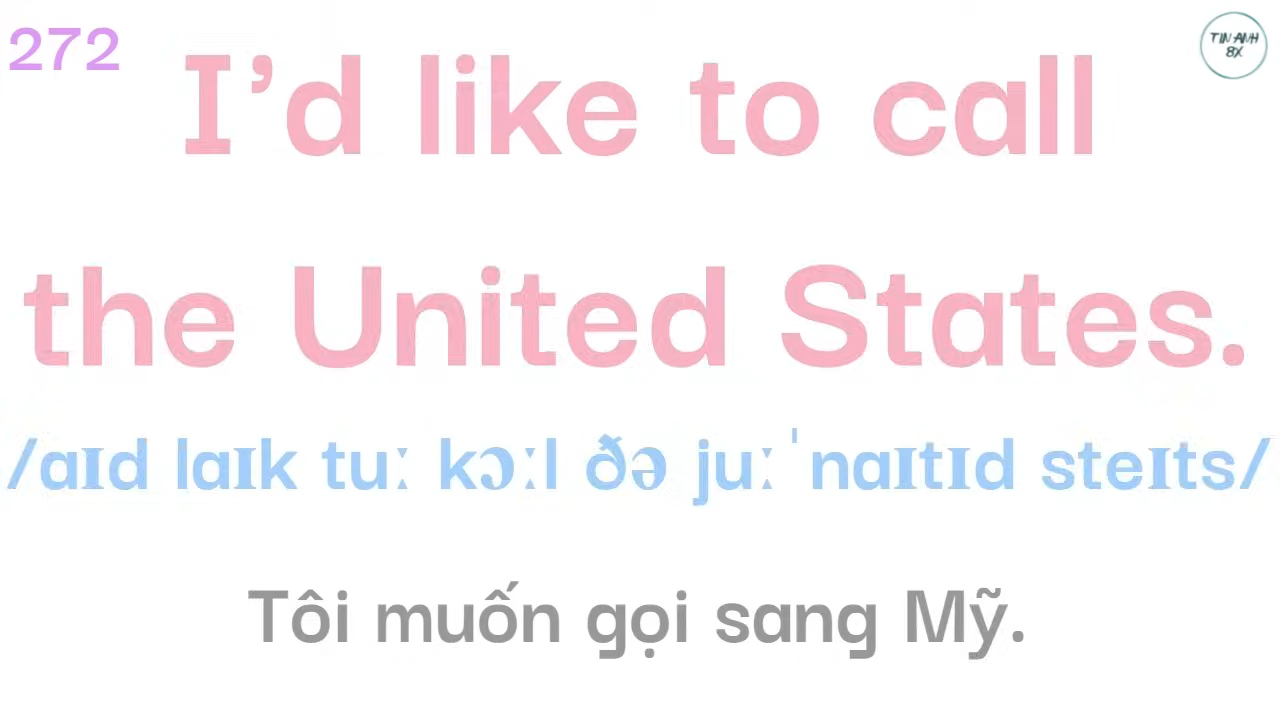 272
TIN ANH
8X
I’d like to call
the United States.
/aɪd laɪk tuː kɔːl ðə juːˈnaɪtɪd steɪts/
Tôi muốn gọi sang Mỹ.